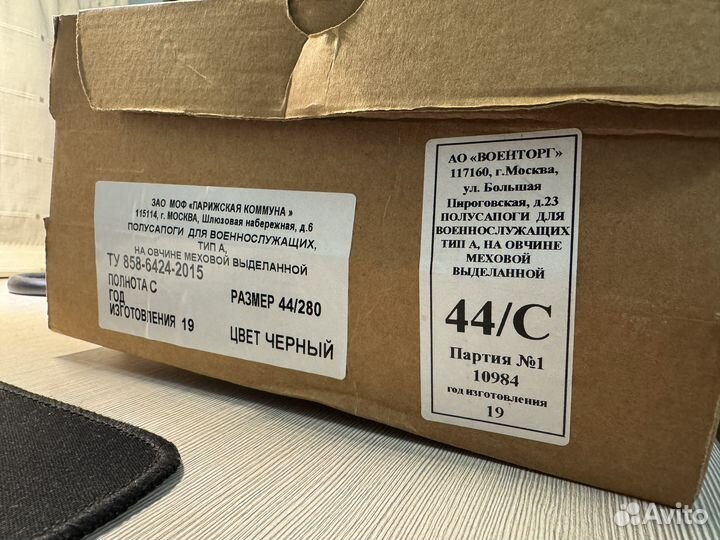 ЗАО МОФ «ПАРИЖСКАЯ КОММУНА»
115114, г. МОСКВА, Шлюзовая набережная, д.6
ПОЛУСАПОГИ ДЛЯ ВОЕННОСЛУЖАЩИХ,
ТИП А,
НА ОВЧИНЕ МЕХОВОЙ ВЫДЕЛАННОЙ
ТУ 858-6424-2015
ПОЛНОТА С РАЗМЕР 44/280
ГОД
ИЗГОТОВЛЕНИЯ 19 ЦВЕТ ЧЕРНЫЙ
АО «ВОЕНТОРГ»
117160, г.Москва,
ул. Большая
Пироговская, д.23
ПОЛУСАПОГИ ДЛЯ
ВОЕННОСЛУЖАЩИХ
ТИП А, НА ОВЧИНЕ
МЕХОВОЙ
ВЫДЕЛАННОЙ
44/С
Партия №1
10984
год изготовления
19
Avito